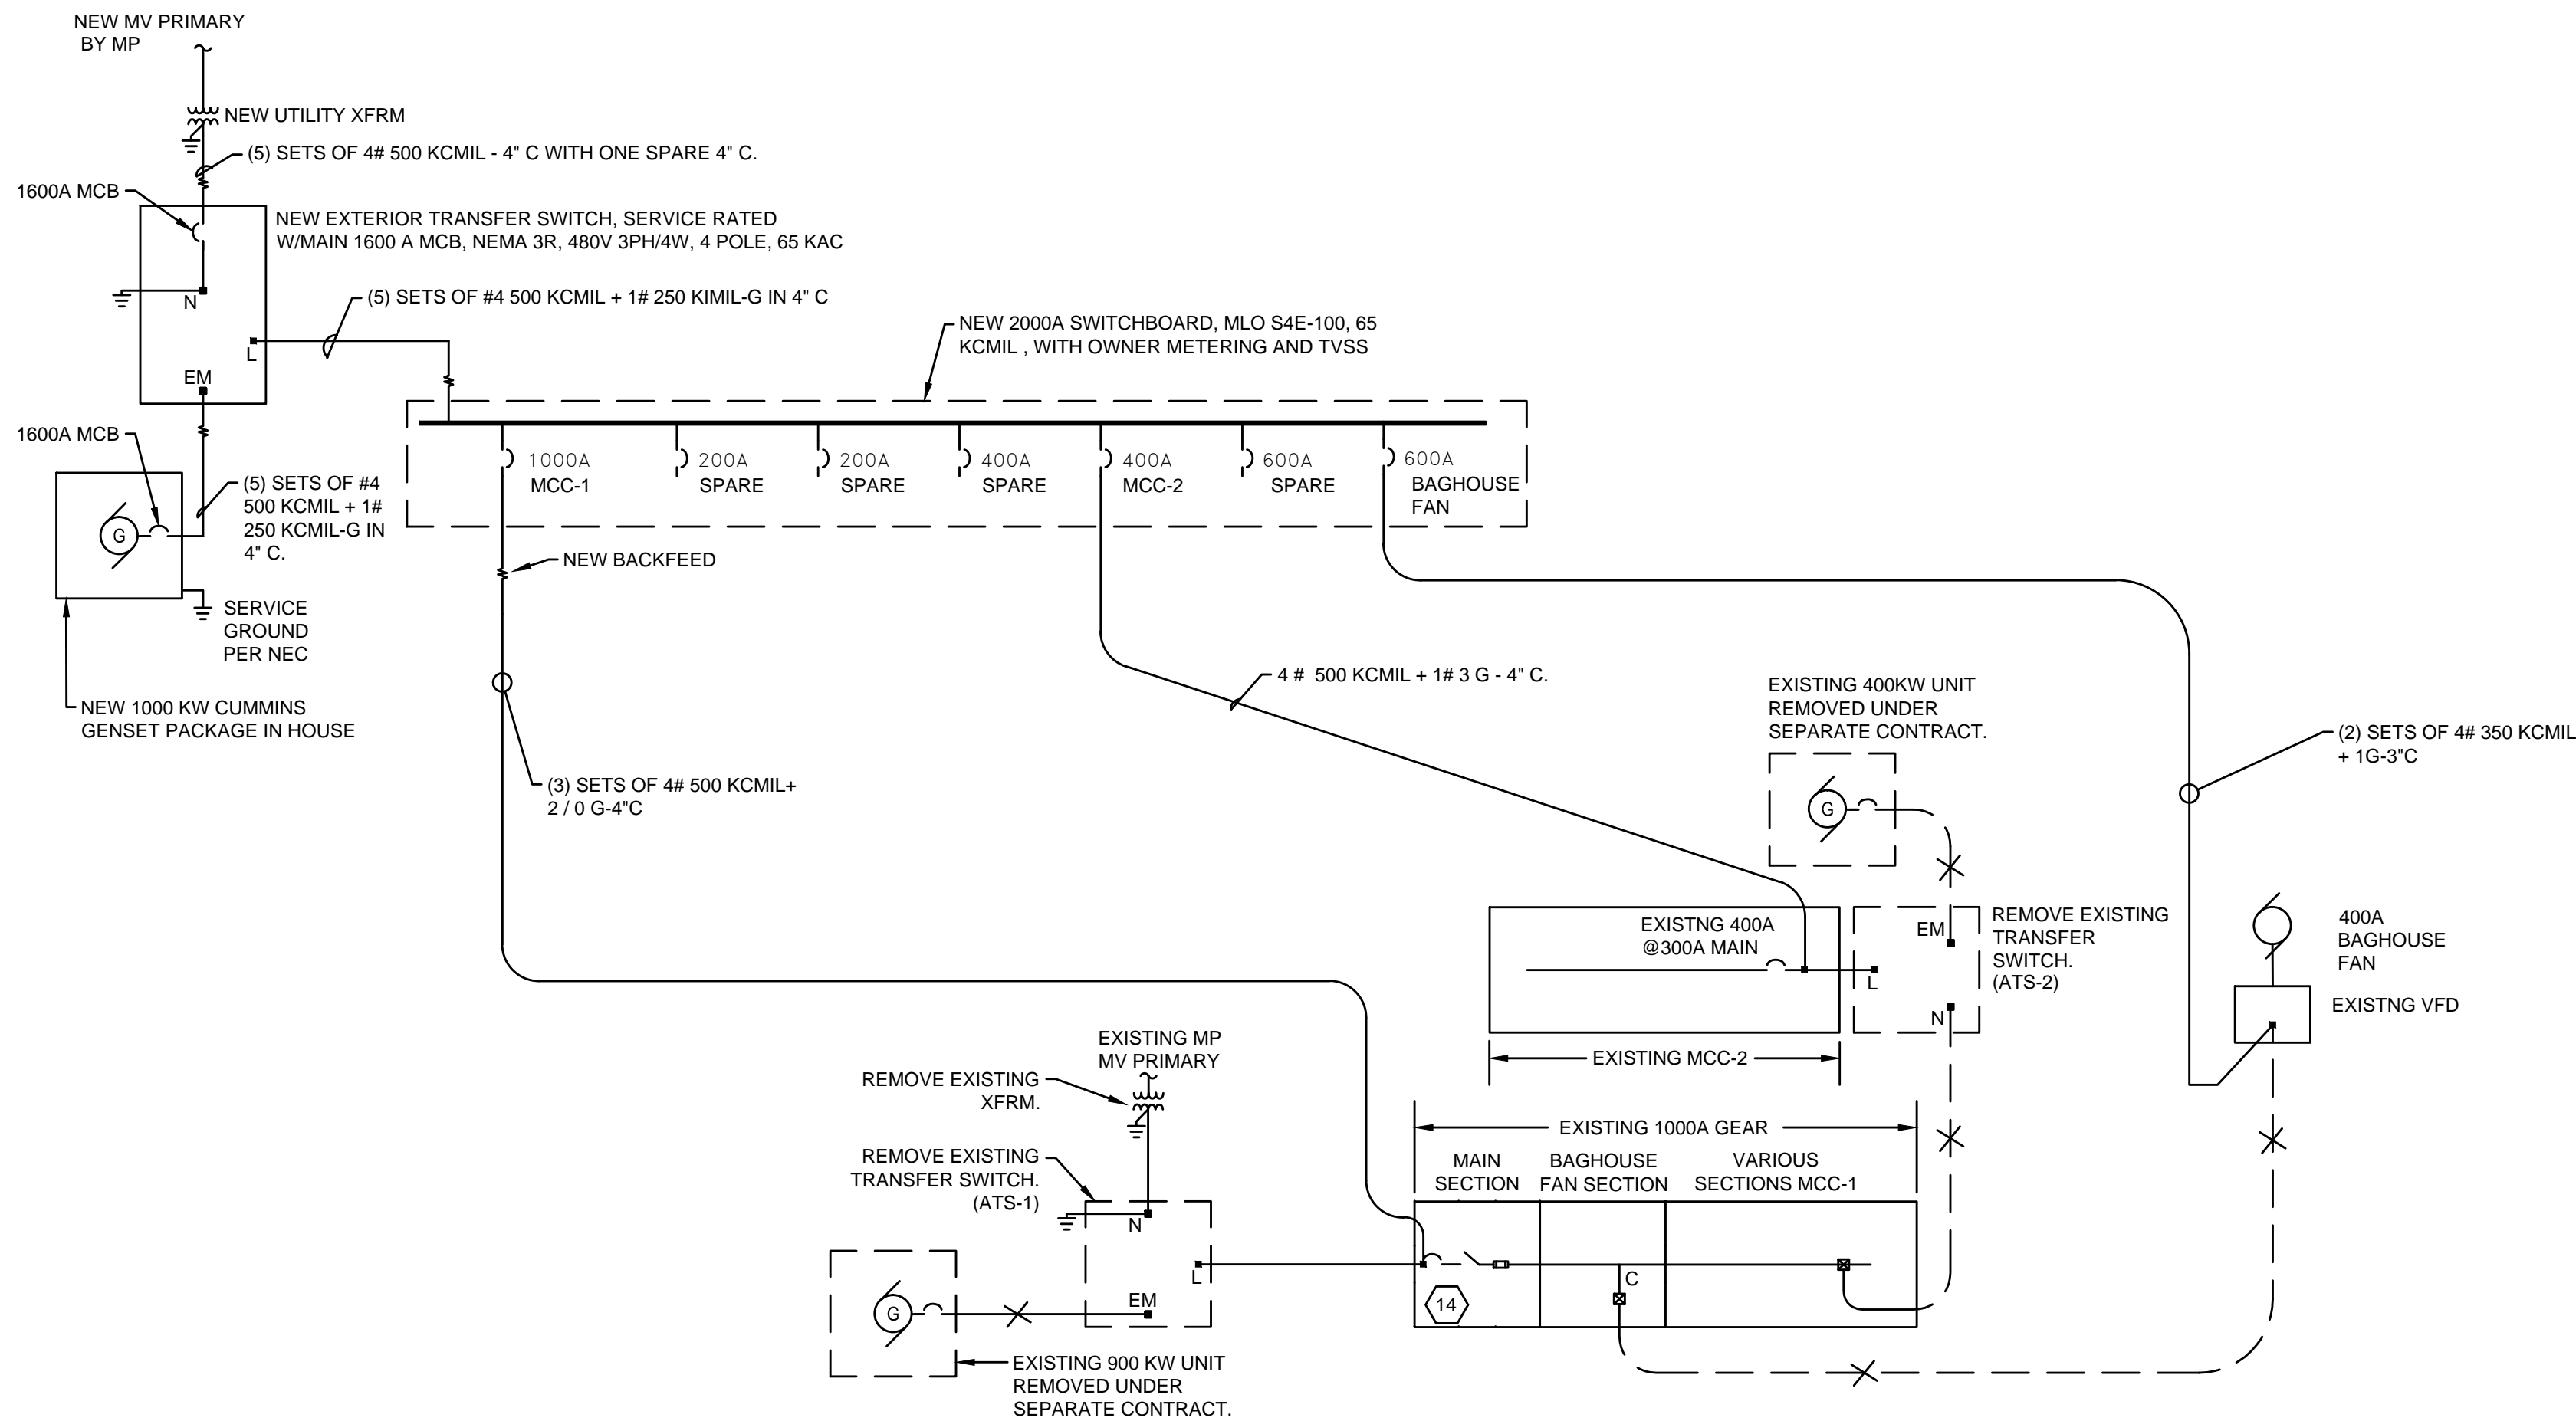 NEW MV PRIMARY
BY MP
NEW UTILITY XFRM
(5) SETS OF 4# 500 KCMIL - 4" C WITH ONE SPARE 4" C.
1600A MCB
NEW EXTERIOR TRANSFER SWITCH, SERVICE RATED
W/MAIN 1600 A MCB, NEMA 3R, 480V 3PH/4W, 4 POLE, 65 KAC
N
L
EM
(5) SETS OF #4 500 KCMIL + 1# 250 KIMIL-G IN 4" C
NEW 2000A SWITCHBOARD, MLO S4E-100, 65
KCMIL , WITH OWNER METERING AND TVSS
1600A MCB
G
(5) SETS OF #4
500 KCMIL + 1#
250 KCMIL-G IN
4" C.
SERVICE
GROUND
PER NEC
NEW 1000 KW CUMMINS
GENSET PACKAGE IN HOUSE
1000A
MCC-1
200A
SPARE
200A
SPARE
400A
SPARE
400A
MCC-2
600A
SPARE
600A
BAGHOUSE
FAN
NEW BACKFEED
(3) SETS OF 4# 500 KCMIL+
2 / 0 G-4"C
4 # 500 KCMIL + 1# 3 G - 4" C.
EXISTING 400KW UNIT
REMOVED UNDER
SEPARATE CONTRACT.
G
(2) SETS OF 4# 350 KCMIL
+ 1G-3"C
EXISTNG 400A
@300A MAIN
EM
L
N
REMOVE EXISTING
TRANSFER
SWITCH.
(ATS-2)
400A
BAGHOUSE
FAN
EXISTNG VFD
EXISTING MCC-2
EXISTING MP
MV PRIMARY
REMOVE EXISTING
XFRM.
REMOVE EXISTING
TRANSFER SWITCH.
(ATS-1)
N
L
EM
G
EXISTING 900 KW UNIT
REMOVED UNDER
SEPARATE CONTRACT.
EXISTING 1000A GEAR
MAIN
SECTION
BAGHOUSE
FAN SECTION
VARIOUS
SECTIONS MCC-1
C
14